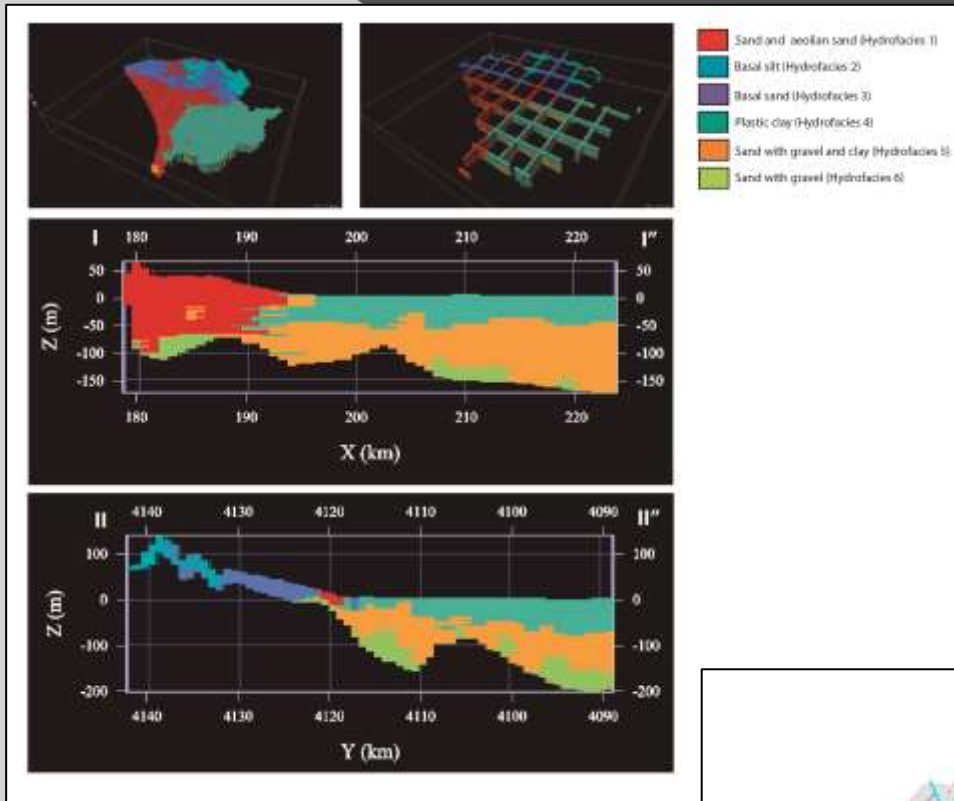 Sand and aeolian sand (Hydrofacies 1)
Basal silt (Hydrofacies 2)
Basal sand (Hydrofacies 3)
Plastic clay (Hydrofacies 4)
Sand with gravel and clay (Hydrofacies 5)
Sand with gravel (Hydrofacies 6)
I 180 190 200 210 220 I"
50 50
0 0
-50 -50
-100 -100
-150 -150
Z (m)
180 190 200 210 220
X (km)
II 4140 4130 4120 4110 4100 4090 II"
100 100
0 0
-100 -100
-200 -200
Z (m)
4140 4130 4120 4110 4100 4090
Y (km)